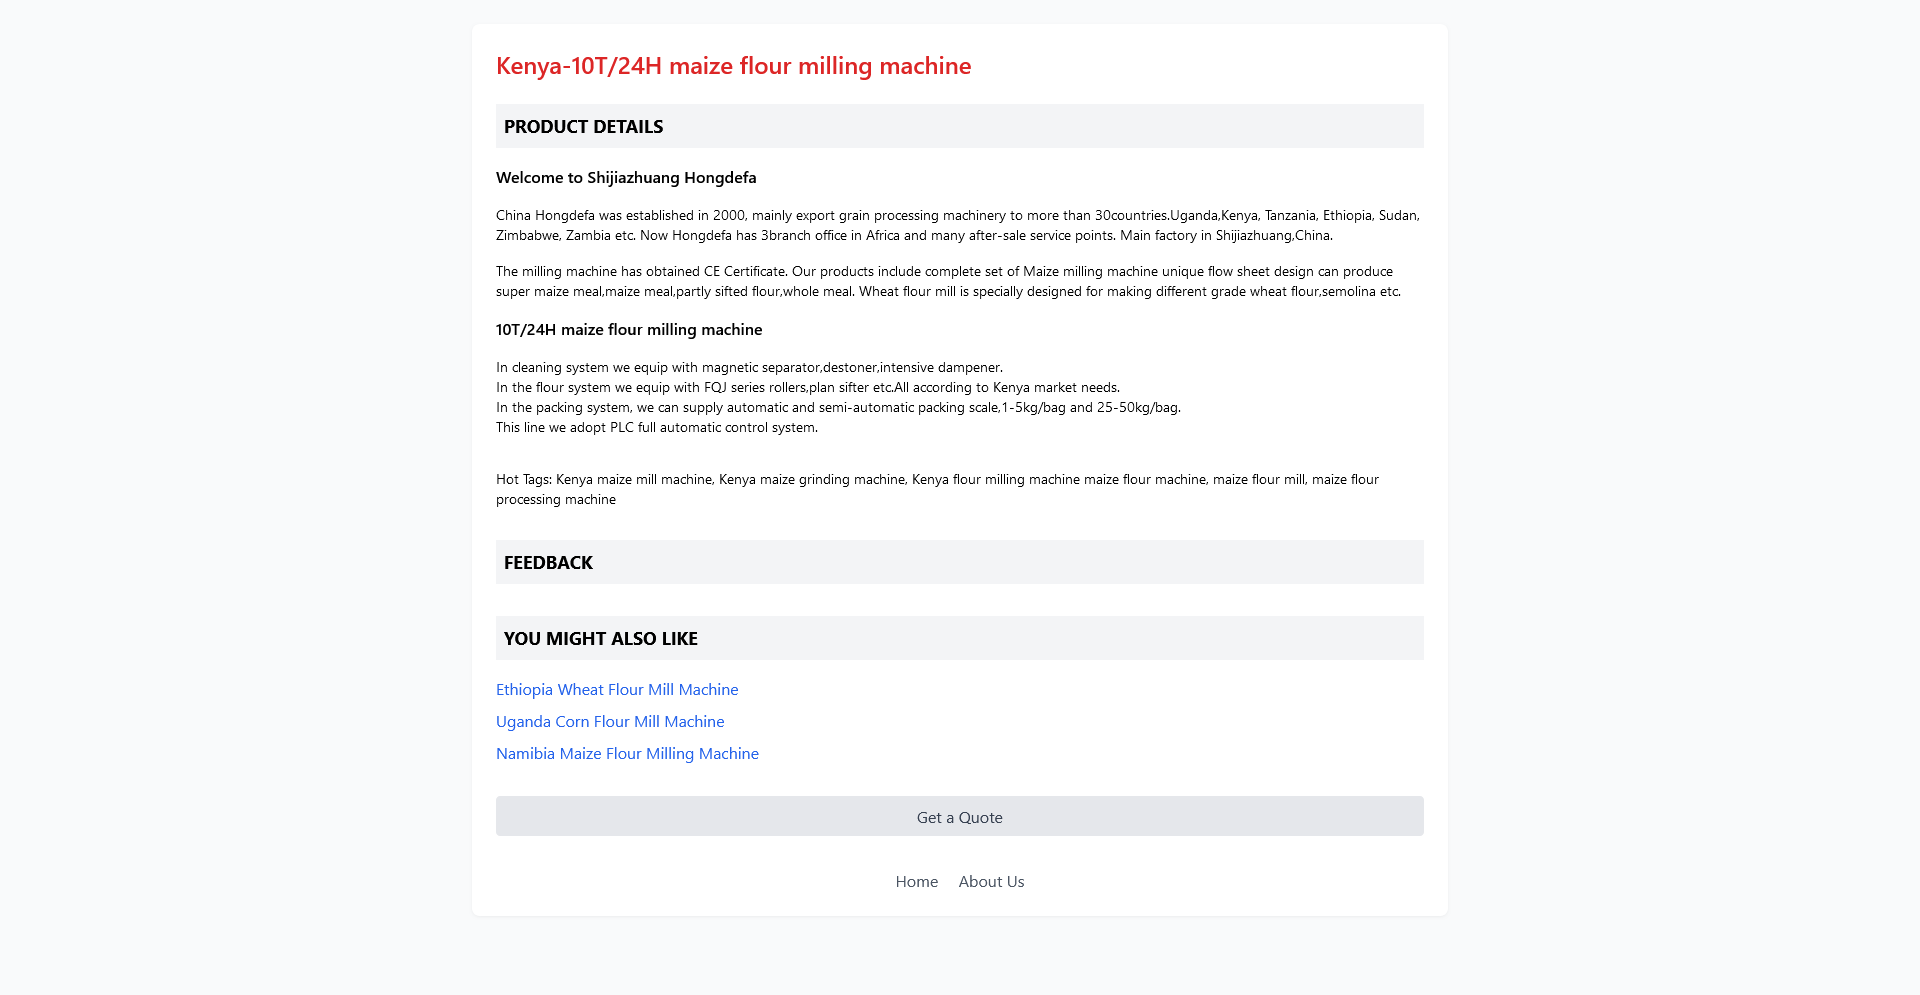 Kenya-10T/24H maize flour milling machine
PRODUCT DETAILS
Welcome to Shijiazhuang Hongdefa
China Hongdefa was established in 2000, mainly export grain processing machinery to more than 30countries.Uganda,Kenya, Tanzania, Ethiopia, Sudan,
Zimbabwe, Zambia etc. Now Hongdefa has 3branch office in Africa and many after-sale service points. Main factory in Shijiazhuang,China.
The milling machine has obtained CE Certificate. Our products include complete set of Maize milling machine unique flow sheet design can produce
super maize meal,maize meal,partly sifted flour,whole meal. Wheat flour mill is specially designed for making different grade wheat flour,semolina etc.
10T/24H maize flour milling machine
In cleaning system we equip with magnetic separator,destoner,intensive dampener.
In the flour system we equip with FQJ series rollers,plan sifter etc.All according to Kenya market needs.
In the packing system, we can supply automatic and semi-automatic packing scale,1-5kg/bag and 25-50kg/bag.
This line we adopt PLC full automatic control system.
Hot Tags: Kenya maize mill machine, Kenya maize grinding machine, Kenya flour milling machine maize flour machine, maize flour mill, maize flour
processing machine
FEEDBACK
YOU MIGHT ALSO LIKE
Ethiopia Wheat Flour Mill Machine
Uganda Corn Flour Mill Machine
Namibia Maize Flour Milling Machine
Get a Quote
Home About Us